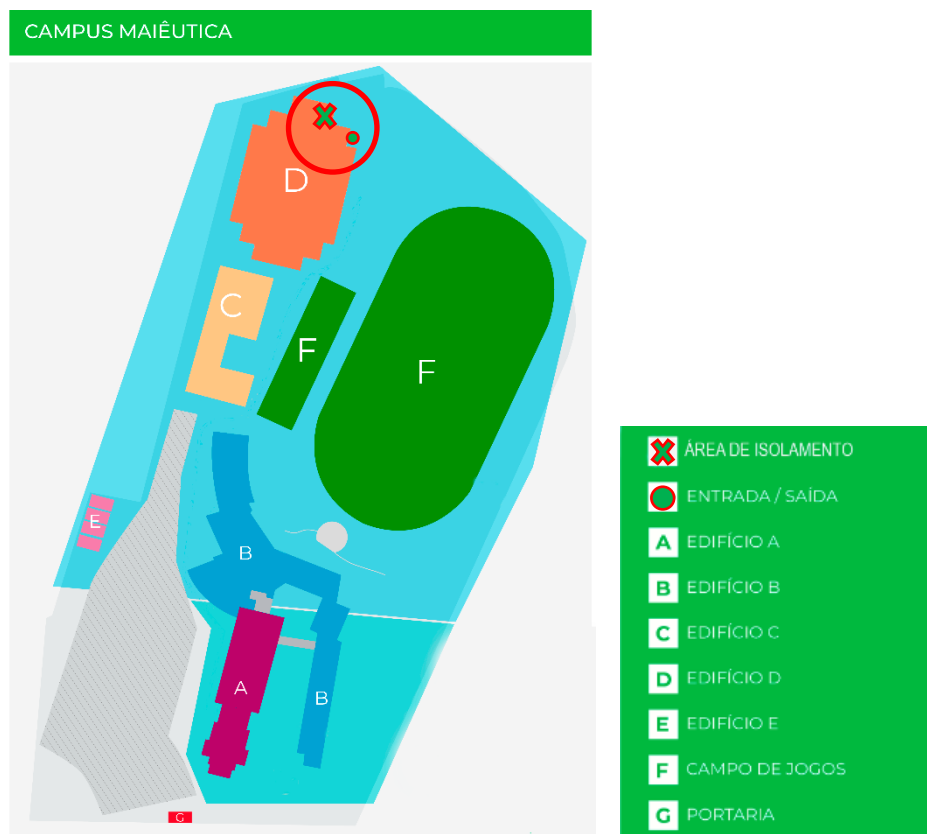 CAMPUS MAIÊUTICA
D
C
F
F
E
B
A
B
G
ÁREA DE ISOLAMENTO
ENTRADA / SAÍDA
A EDIFÍCIO A
B EDIFÍCIO B
C EDIFÍCIO C
D EDIFÍCIO D
E EDIFÍCIO E
F CAMPO DE JOGOS
G PORTARIA